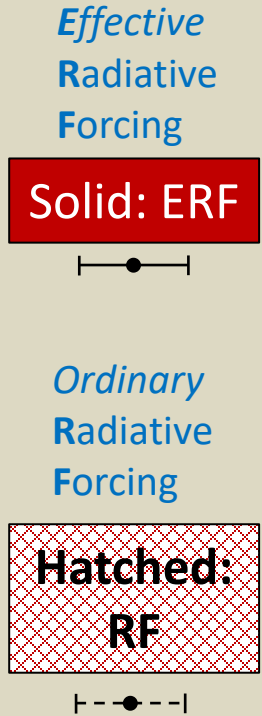 Effective
Radiative
Forcing
Solid: ERF
Ordinary
Radiative
Forcing
Hatched:
RF